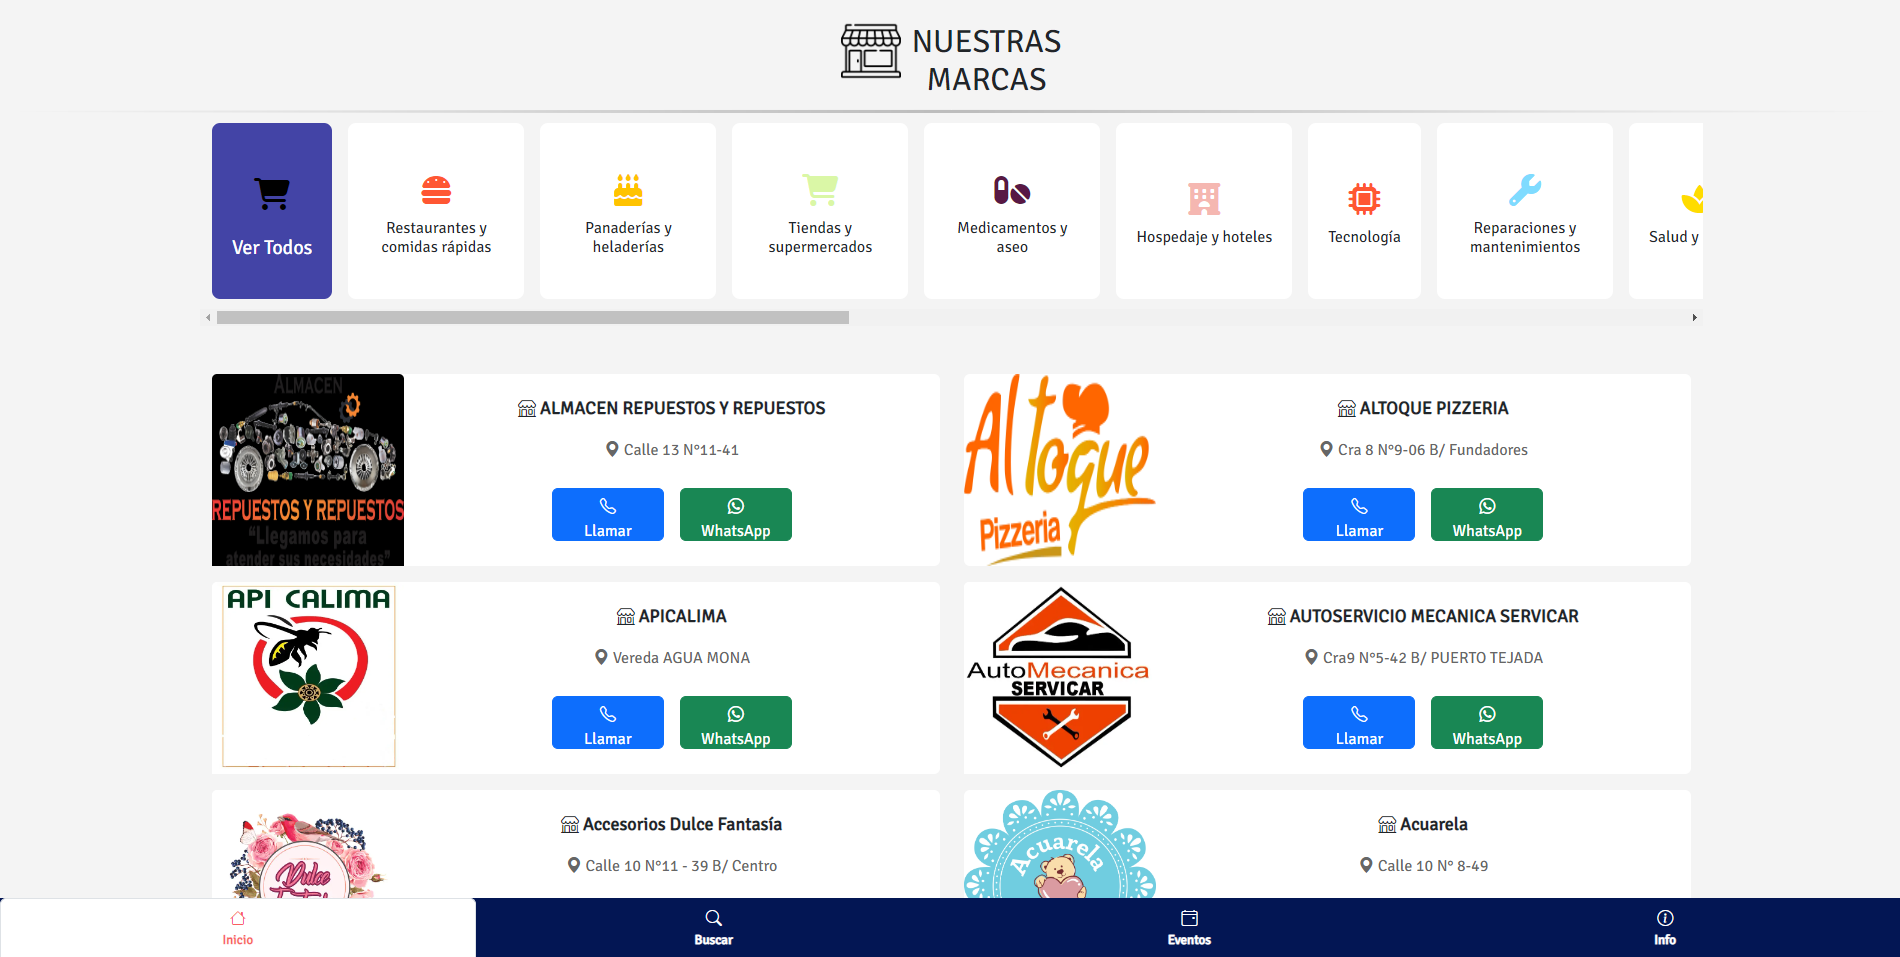 NUESTRAS
MARCAS
Ver Todos
Restaurantes y
comidas rápidas
Panaderías y
heladerías
Tiendas y
supermercados
Medicamentos y
aseo
Hospedaje y hoteles
Tecnología
Reparaciones y
mantenimientos
Salud y
ALMACEN
REPUESTOS Y REPUESTOS
"Llegamos para
atender sus necesidades"
ALMACEN REPUESTOS Y REPUESTOS
Calle 13 N°11-41
Llamar
WhatsApp
Al toque
Pizzeria
ALTOQUE PIZZERIA
Cra 8 N°9-06 B/ Fundadores
Llamar
WhatsApp
API CALIMA
APICALIMA
Vereda AGUA MONA
Llamar
WhatsApp
AutoMecanica
SERVICAR
AUTOSERVICIO MECANICA SERVICAR
Cra9 N°5-42 B/ PUERTO TEJADA
Llamar
WhatsApp
Dulce
Accesorios Dulce Fantasía
Calle 10 N°11 - 39 B/ Centro
Acuarela
Acuarela
Calle 10 N° 8-49
Inicio
Buscar
Eventos
Info